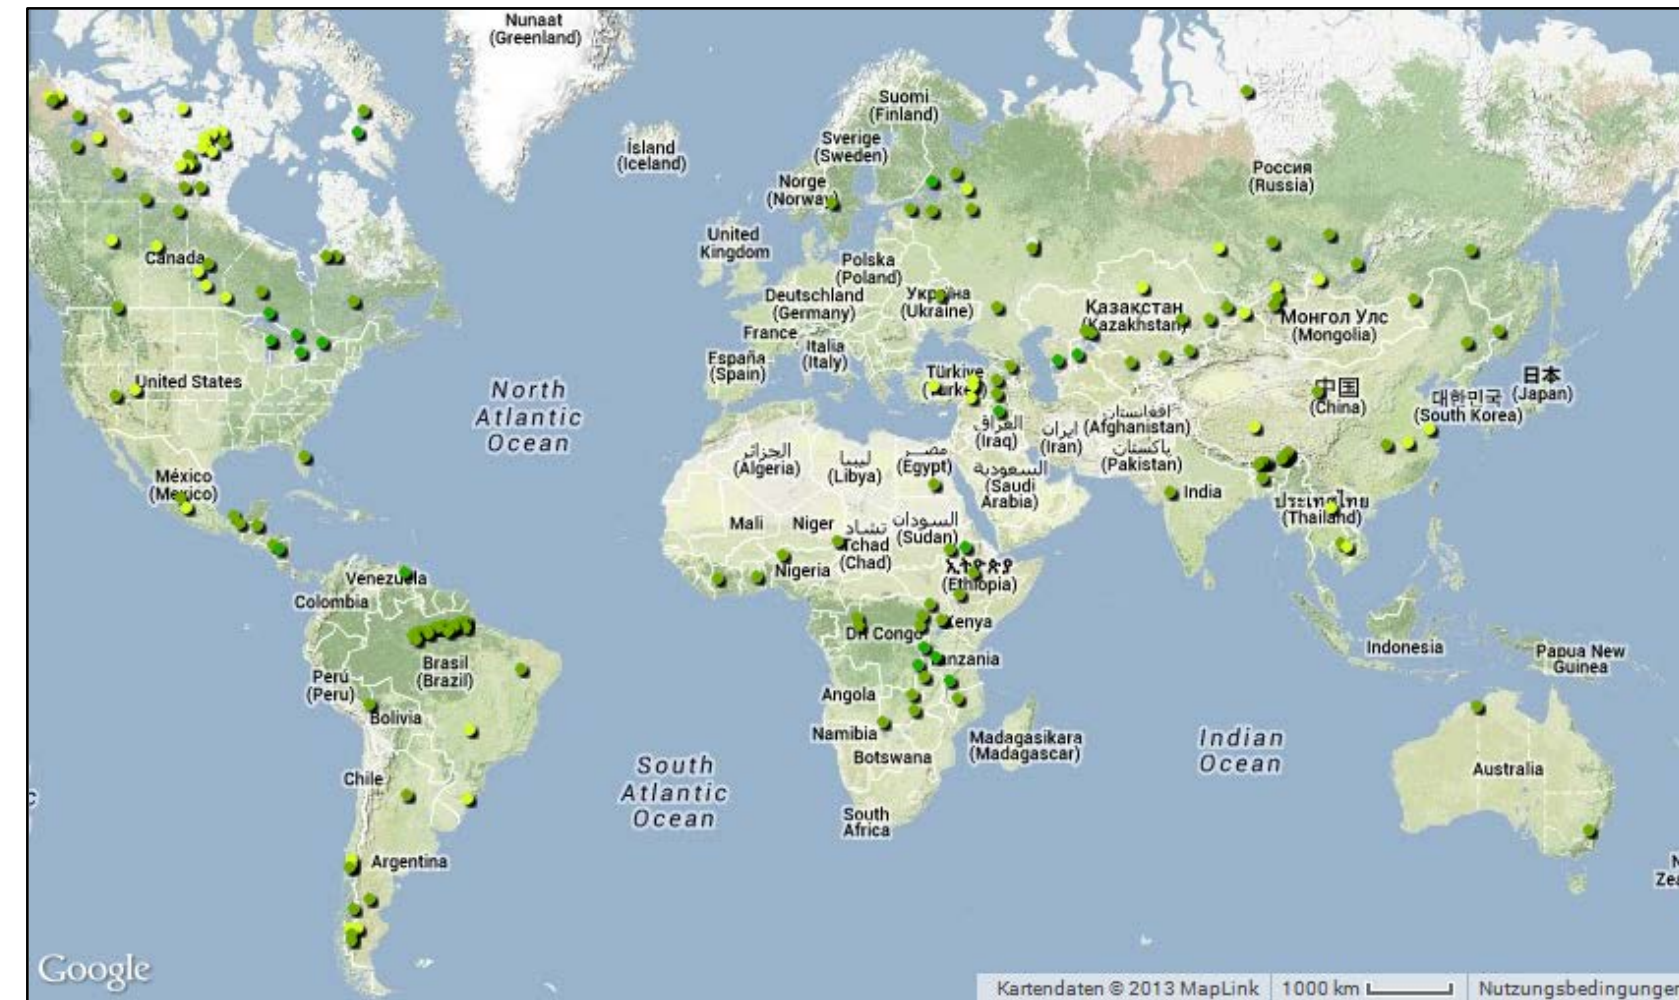 Nunaat
(Greenland)
Suomi
(Finland)
Sverige
(Sweden)
Ísland
(Iceland)
Norge
(Norway)
Россия
(Russia)
United
Kingdom
Canada
Polska
(Poland)
Deutschland
(Germany)
Україна
(Ukraine)
Қазақстан
(Kazakhstan)
Монгол Улс
(Mongolia)
France
Italia
(Italy)
España
(Spain)
Türkiye
(Turkey)
United States
North
Atlantic
Ocean
中国
(China)
대한민국
(South Korea)
日本
(Japan)
العراق
(Iraq)
ایران
(Iran)
افغانستان
(Afghanistan)
پاکستان
(Pakistan)
الجزائر
(Algeria)
ليبيا
(Libya)
مصر
(Egypt)
السعودية
(Saudi
Arabia)
México
(Mexico)
India
ประเทศไทย
(Thailand)
Mali
Niger
تشاد
Tchad
(Chad)
السودان
(Sudan)
Nigeria
ኢትዮጵያ
(Ethiopia)
Venezuela
Colombia
DR Congo
Kenya
Tanzania
Indonesia
Papua New
Guinea
Brasil
(Brazil)
Perú
(Peru)
Bolivia
Angola
Namibia
Botswana
Madagasikara
(Madagascar)
Indian
Ocean
Australia
Chile
South
Atlantic
Ocean
South
Africa
Argentina
N
Zea
Google
Kartendaten © 2013 MapLink
1000 km
Nutzungsbedingungen